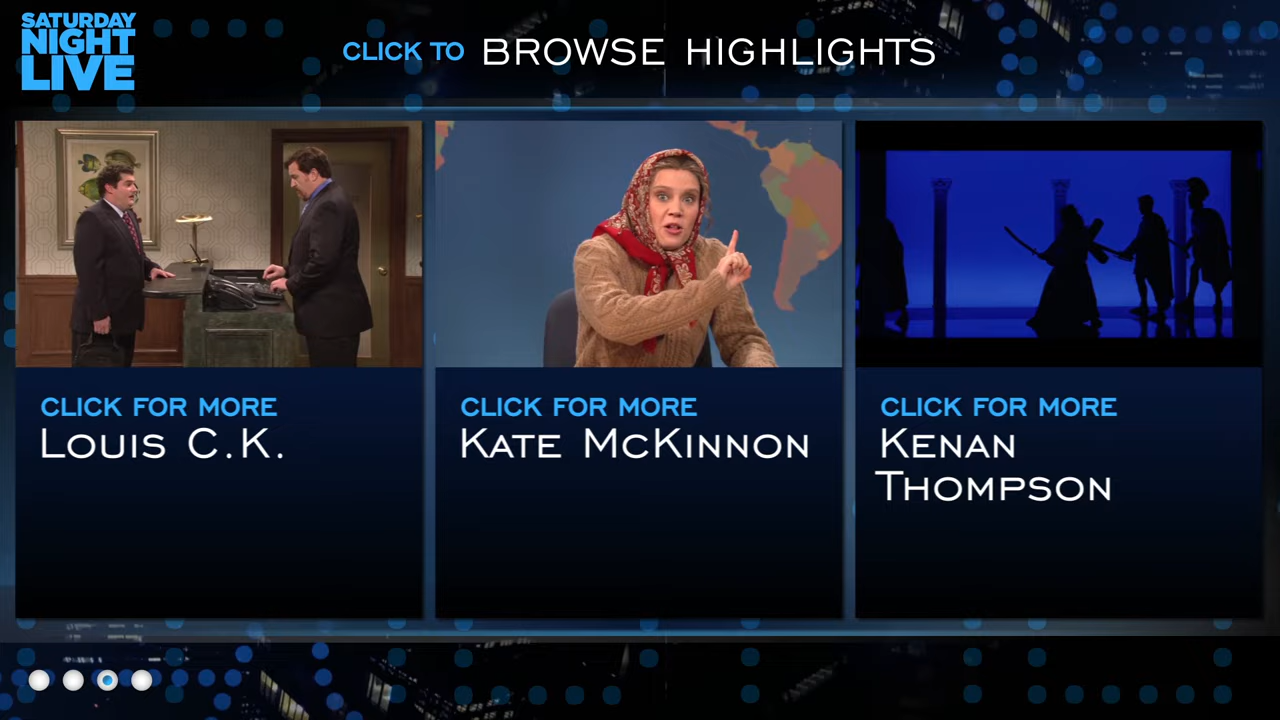 SATURDAY
NIGHT
LIVE
CLICK TO BROWSE HIGHLIGHTS
CLICK FOR MORE
LOUIS C.K.
CLICK FOR MORE
KATE MCKINNON
CLICK FOR MORE
KENAN
THOMPSON